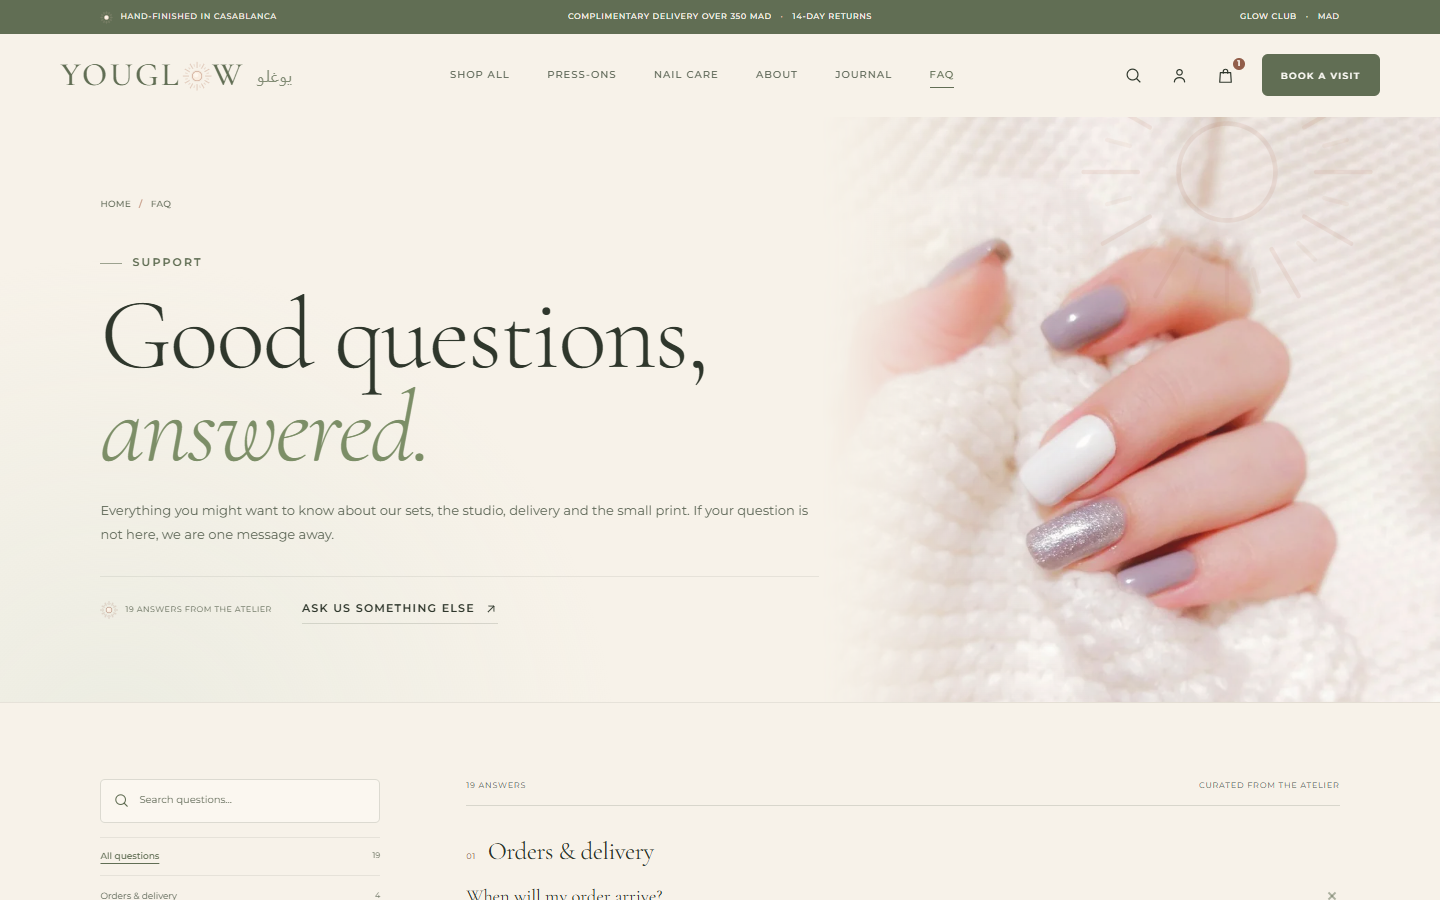 HAND-FINISHED IN CASABLANCA
COMPLIMENTARY DELIVERY OVER 350 MAD · 14-DAY RETURNS
GLOW CLUB · MAD
YOUGLOW يوغلو
SHOP ALL
PRESS-ONS
NAIL CARE
ABOUT
JOURNAL
FAQ
1
BOOK A VISIT
HOME / FAQ
SUPPORT
Good questions,
answered.
Everything you might want to know about our sets, the studio, delivery and the small print. If your question is
not here, we are one message away.
19 ANSWERS FROM THE ATELIER
ASK US SOMETHING ELSE
Search questions...
19 ANSWERS
CURATED FROM THE ATELIER
All questions 19
01 Orders & delivery
Orders & delivery 4
When will my order arrive?